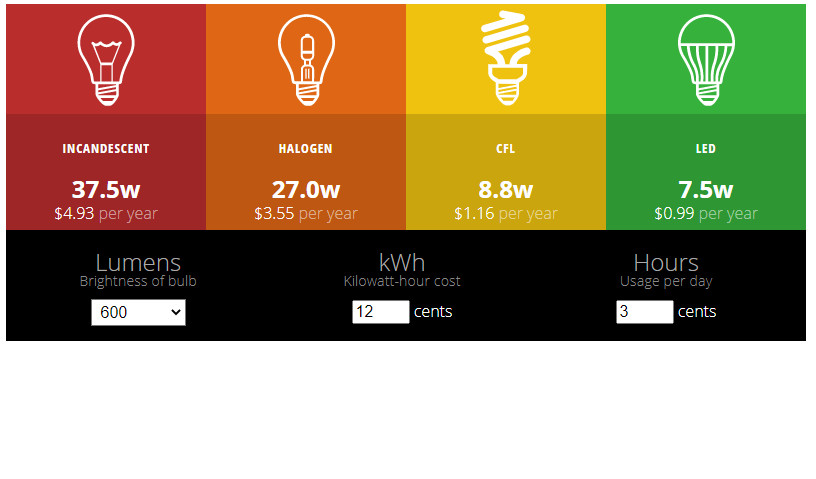 INCANDESCENT HALOGEN CFL LED
37.5w 27.0w 8.8w 7.5w
$4.93 per year $3.55 per year $1.16 per year $0.99 per year
Lumens kWh Hours
Brightness of bulb Kilowatt-hour cost Usage per day
600 12 cents 3 cents